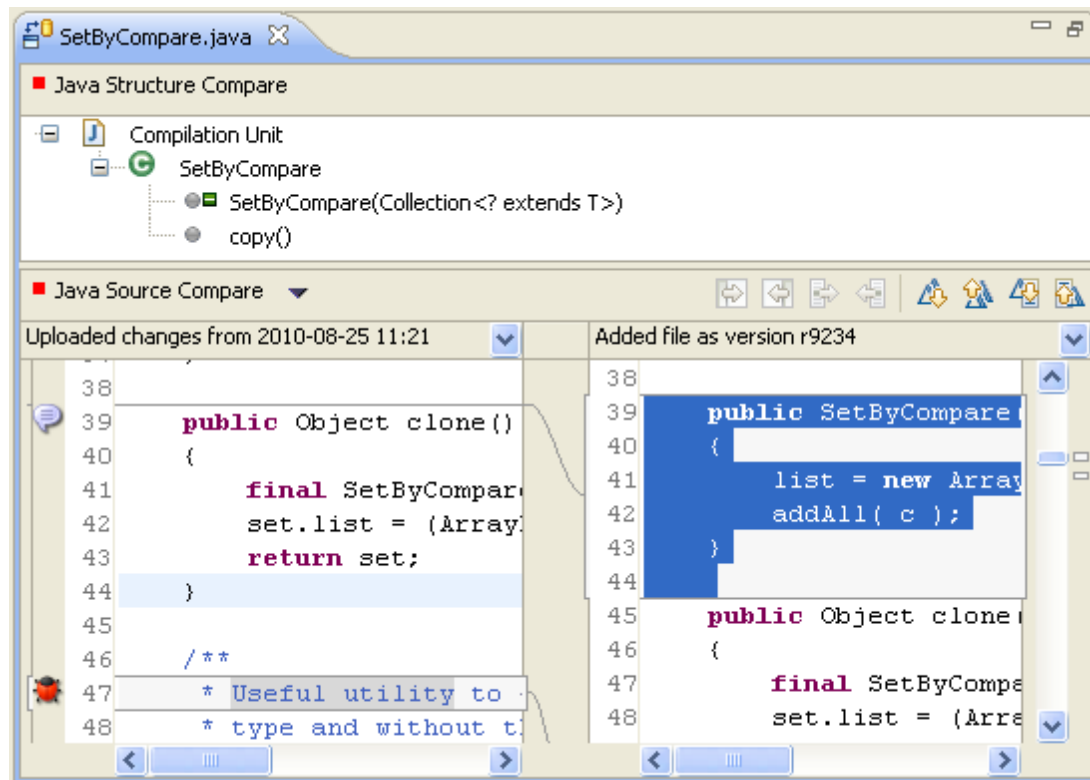 SetByCompare.java
Java Structure Compare
Compilation Unit
SetByCompare
SetByCompare(Collection<? extends T>)
copy()
Java Source Compare
Uploaded changes from 2010-08-25 11:21
Added file as version r9234
38
39 public Object clone()
40 {
41 final SetByCompar
42 set.list = (Array
43 return set;
44 }
45
46 /**
47 * Useful utility to
48 * type and without t
38
39 public SetByCompare(
40 {
41 list = new Array
42 addAll( c );
43 }
44
45 public Object clone(
46 {
47 final SetByCompa
48 set.list = (Arra